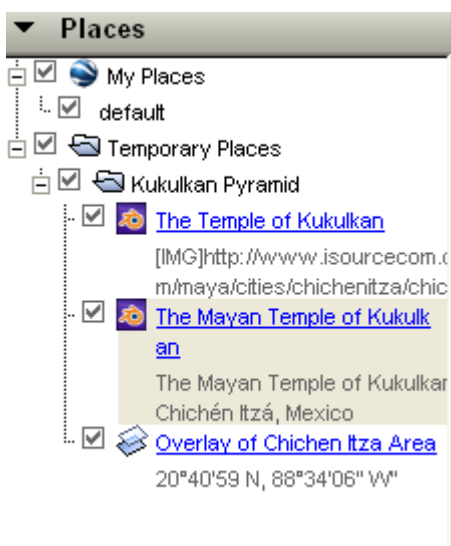 Places
My Places
default
Temporary Places
Kukulkan Pyramid
The Temple of Kukulkan
[IMG]http://www.isourcecom.c
m/maya/cities/chichenitza/chic
The Mayan Temple of Kukulk
an
The Mayan Temple of Kukulkan
Chichén Itzá, Mexico
Overlay of Chichen Itza Area
20°40'59 N, 88°34'06" W"